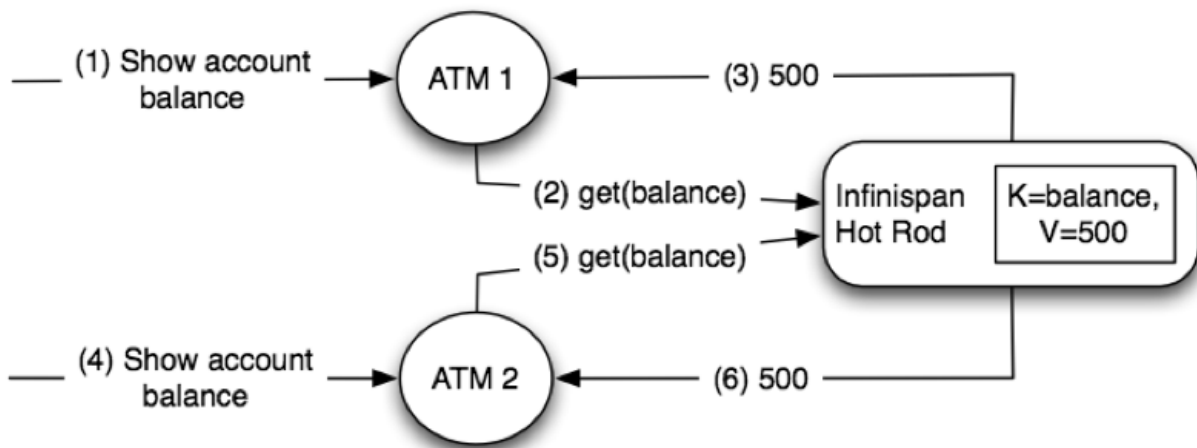 (1) Show account
balance
ATM 1
(3) 500
(2) get(balance)
Infinispan
Hot Rod
K=balance,
V=500
(5) get(balance)
(4) Show account
balance
ATM 2
(6) 500